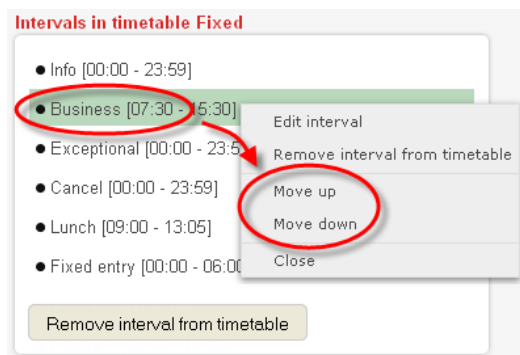 Intervals in timetable Fixed
Info [00:00 - 23:59]
Business [07:30 - 15:30]
Exceptional [00:00 - 23:5
Cancel [00:00 - 23:59]
Lunch [09:00 - 13:05]
Fixed entry [00:00 - 06:00
Edit interval
Remove interval from timetable
Move up
Move down
Close
Remove interval from timetable